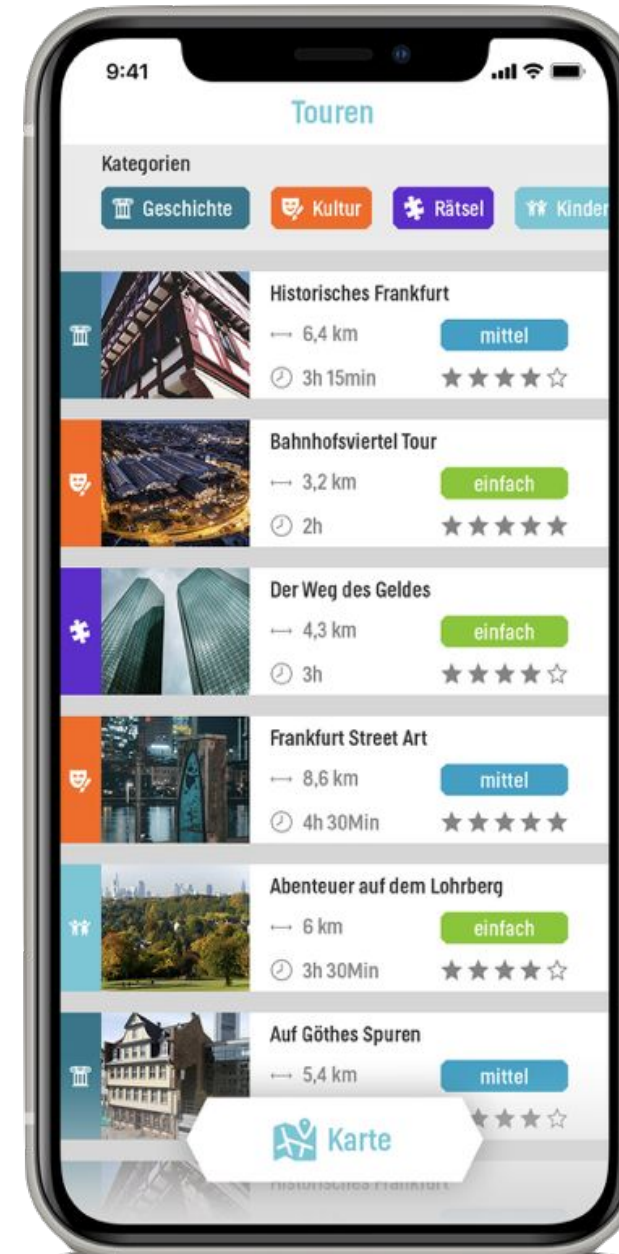 9:41
Touren
Kategorien
Geschichte Kultur Rätsel Kinder
Historisches Frankfurt
6,4 km mittel
3h 15min
Bahnhofsviertel Tour
3,2 km einfach
2h
Der Weg des Geldes
4,3 km einfach
3h
Frankfurt Street Art
8,6 km mittel
4h 30Min
Abenteuer auf dem Lohrberg
6 km einfach
3h 30Min
Auf Göthes Spuren
5,4 km mittel
Karte
Historisches Frankfurt